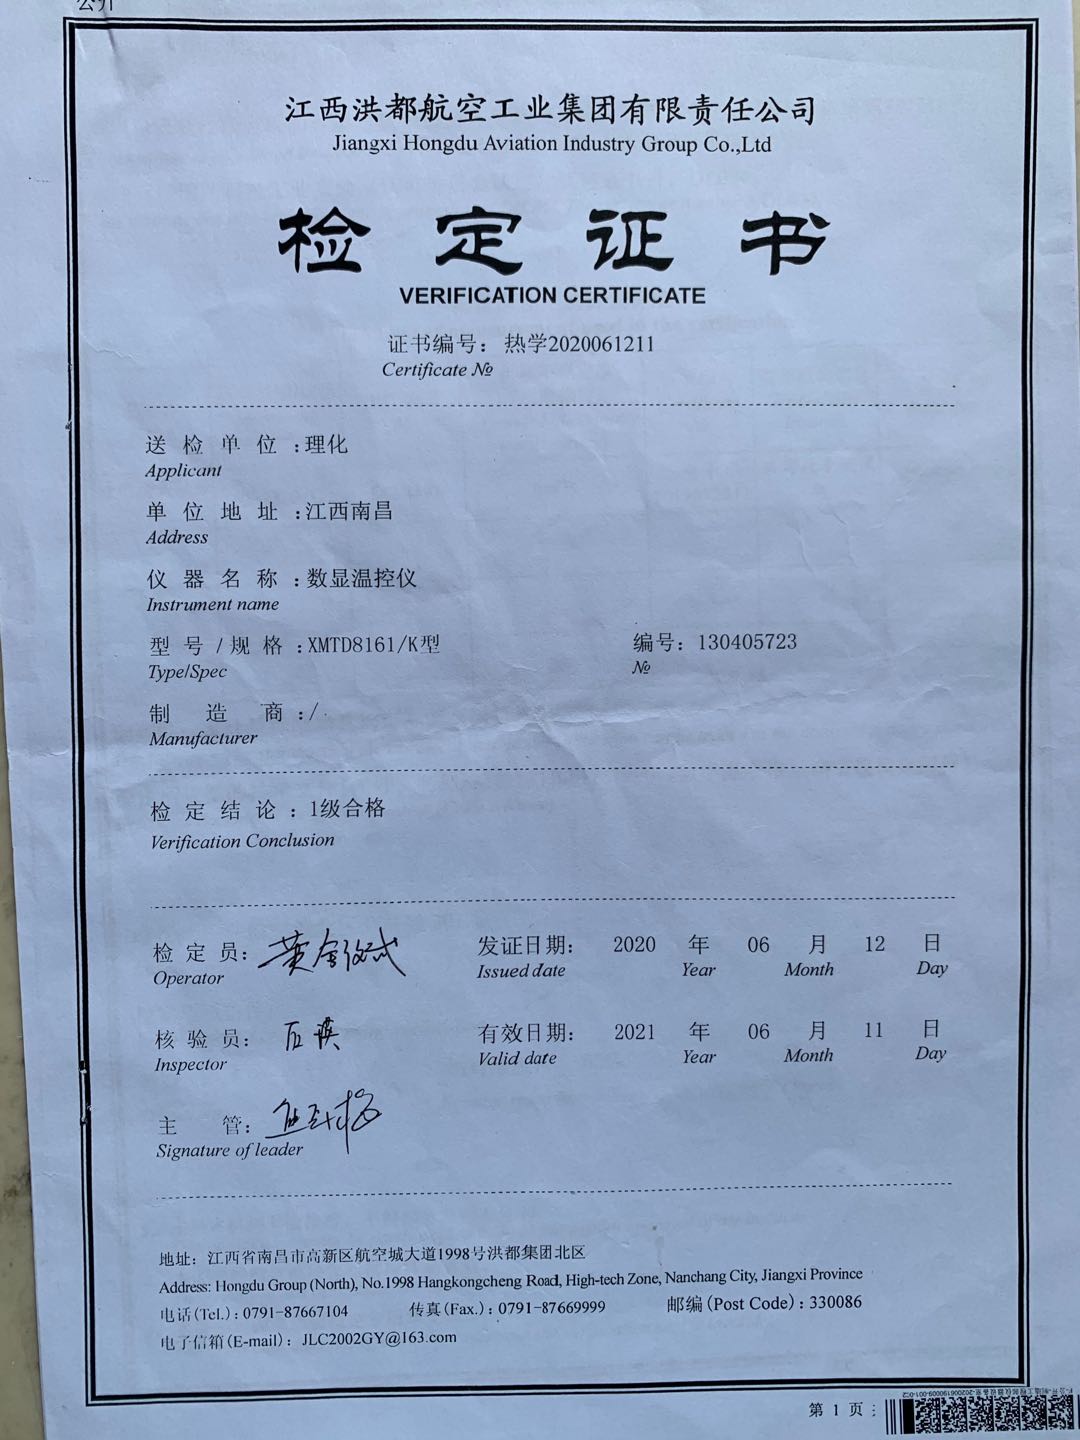 公开
江西洪都航空工业集团有限责任公司
Jiangxi Hongdu Aviation Industry Group Co.,Ltd
检定证书
VERIFICATION CERTIFICATE
证书编号：热学2020061211
Certificate №
送检单位：理化
Applicant
单位地址：江西南昌
Address
仪器名称：数显温控仪
Instrument name
型号/规格：XMTD8161/K型 编号：130405723
Type/Spec №
制造商：/
Manufacturer
检定结论：1级合格
Verification Conclusion
检定员： 发证日期： 2020 年 06 月 12 日
Operator Issued date Year Month Day
核验员： 有效日期： 2021 年 06 月 11 日
Inspector Valid date Year Month Day
主管：
Signature of leader
地址：江西省南昌市高新区航空城大道1998号洪都集团北区
Address: Hongdu Group (North), No.1998 Hangkongcheng Road, High-tech Zone, Nanchang City, Jiangxi Province
电话(Tel.)：0791-87667104 传真(Fax.)：0791-87669999 邮编(Post Code)：330086
电子信箱(E-mail)：JLC2002GY@163.com
第 1 页